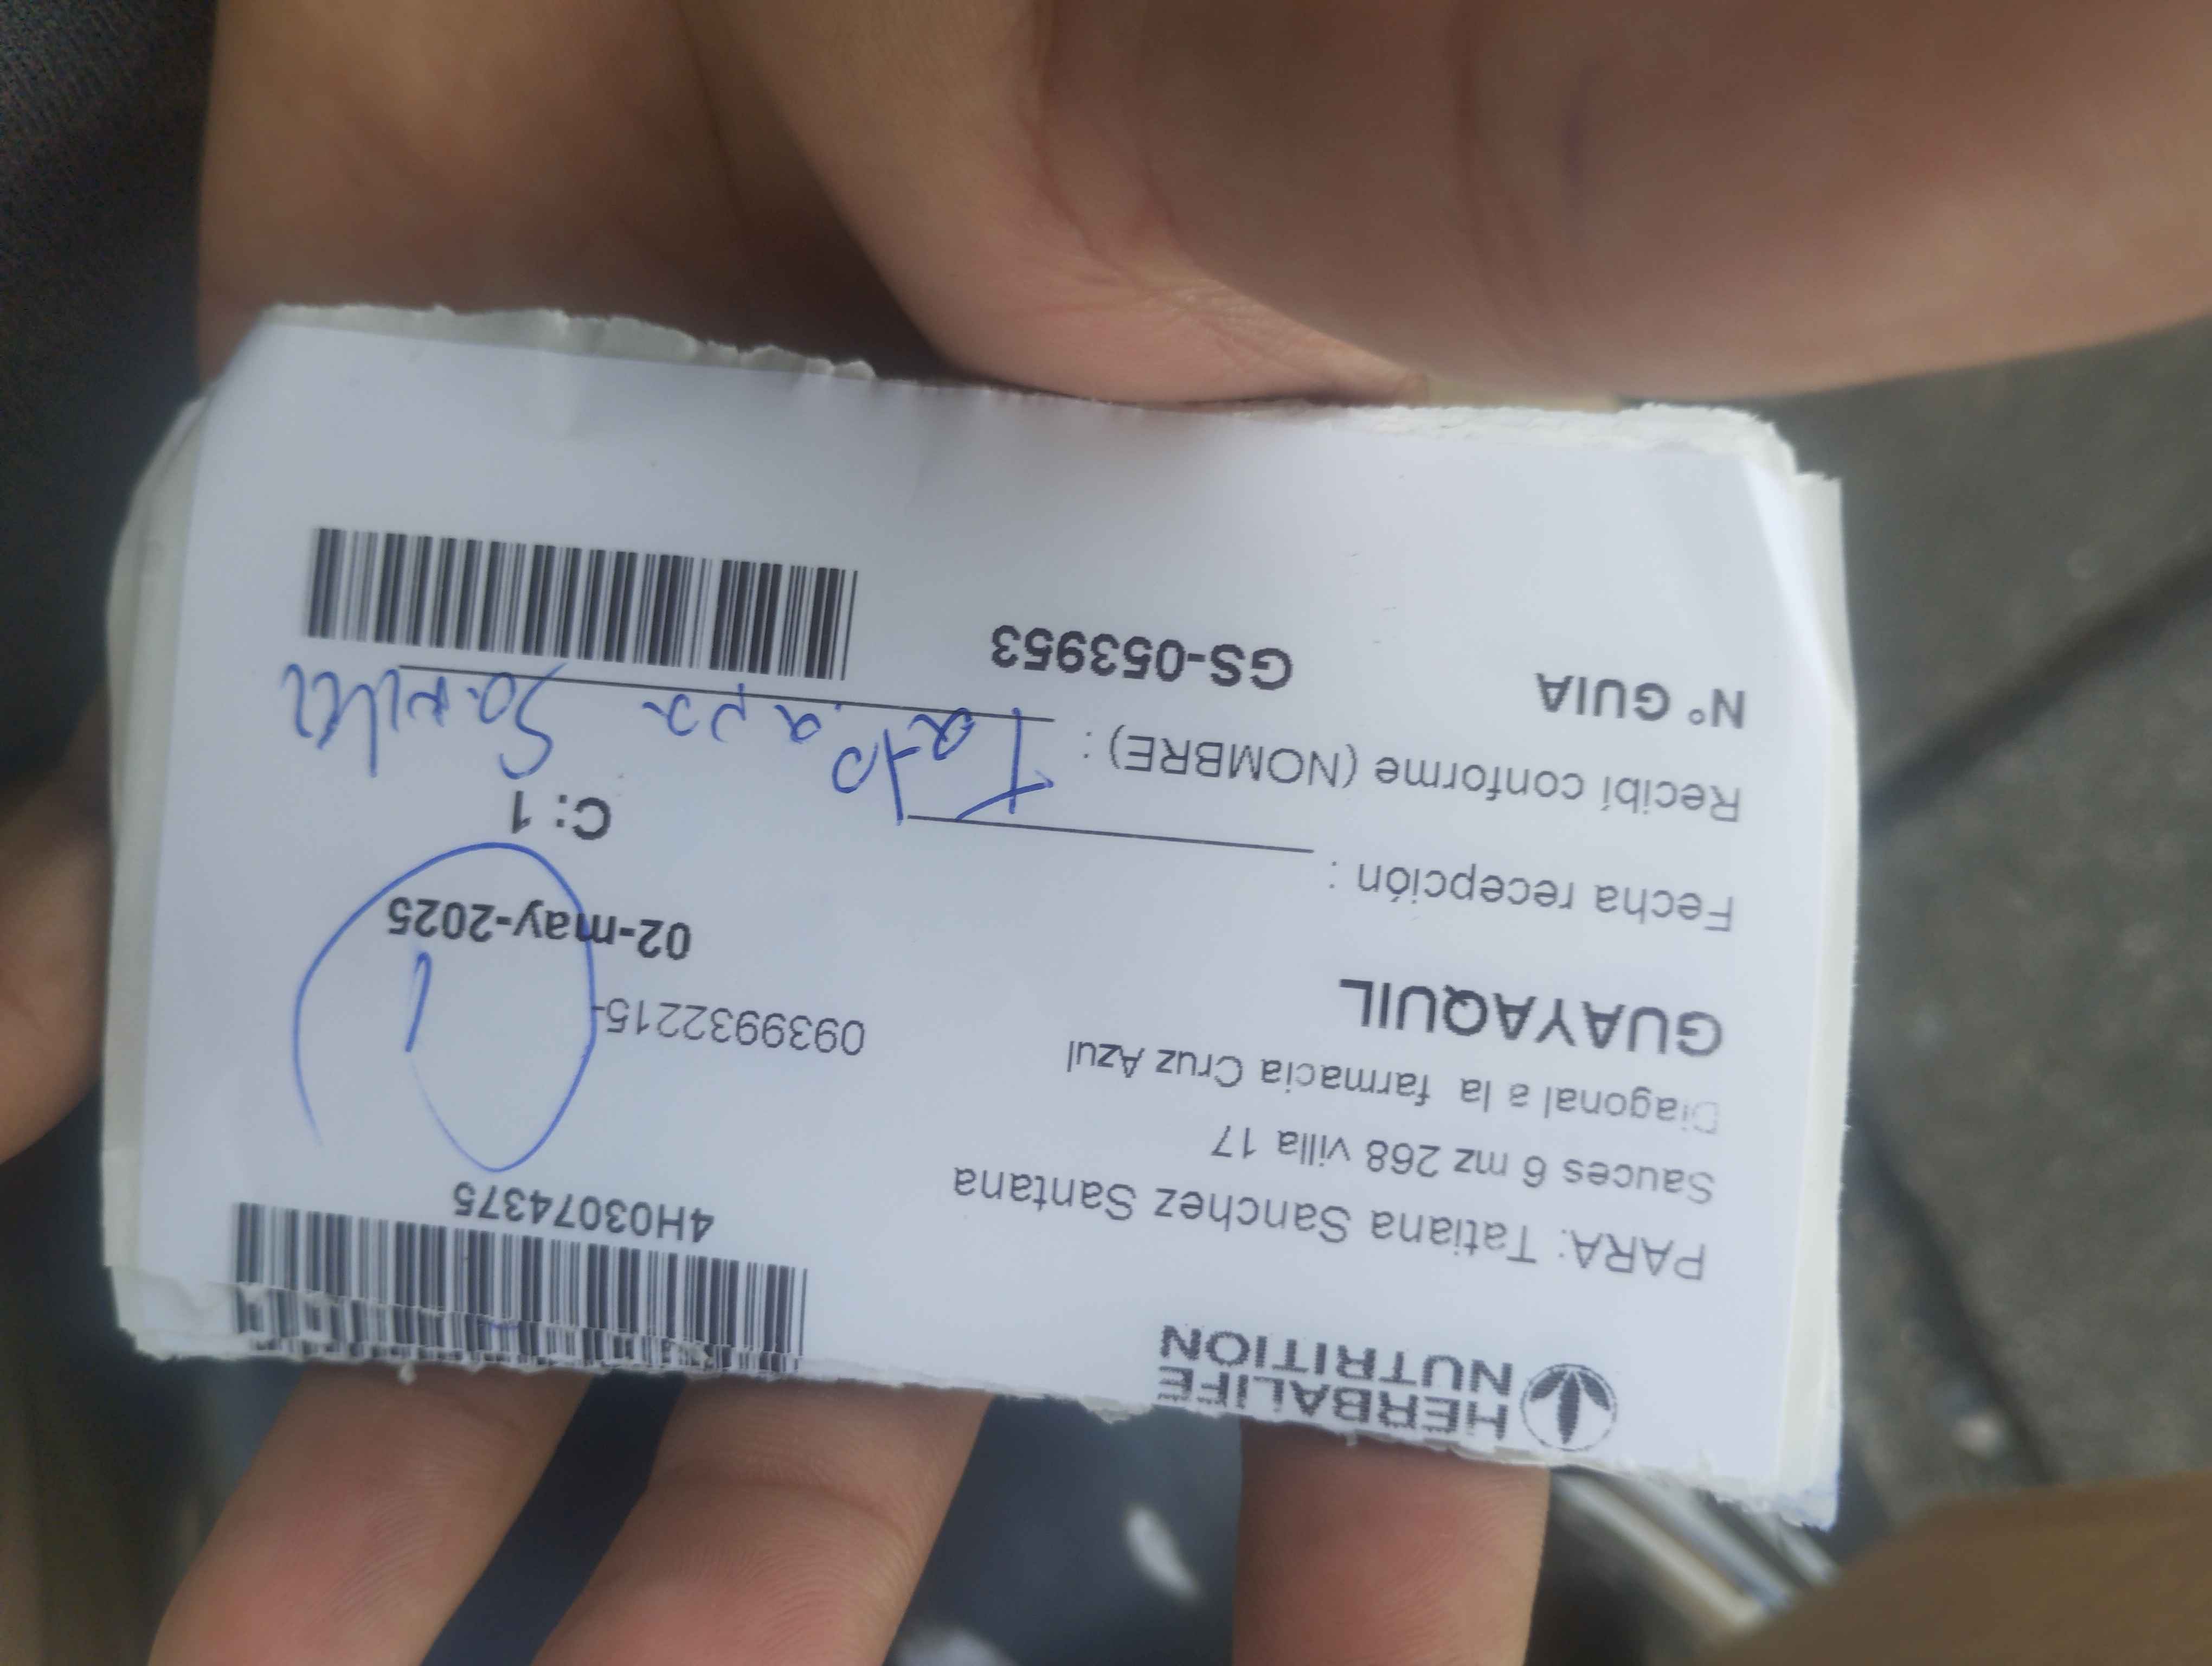 HERBALIFE
NUTRITION
4H03074375
PARA: Tatiana Sanchez Santana
Sauces 6 mz 268 villa 17
Diagonal a la farmacia Cruz Azul
0939932215-
GUAYAQUIL
1
02-may-2025
Fecha recepción :
C: 1
Recibí conforme (NOMBRE) :
N° GUIA
GS-053953